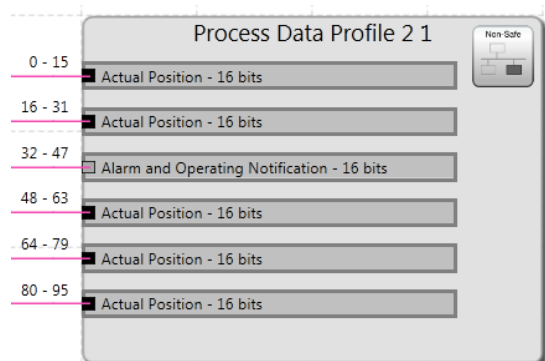 Process Data Profile 2 1
Non-Safe
0 - 15
Actual Position - 16 bits
16 - 31
Actual Position - 16 bits
32 - 47
Alarm and Operating Notification - 16 bits
48 - 63
Actual Position - 16 bits
64 - 79
Actual Position - 16 bits
80 - 95
Actual Position - 16 bits